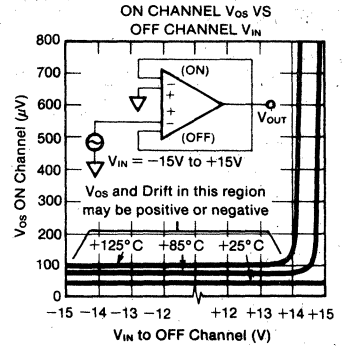 ON CHANNEL VOS VS
OFF CHANNEL VIN
800
700
600
500
400
300
200
100
0
VOS ON Channel (μV)
(ON)
−
+
+
−
(OFF)
VOUT
VIN = −15V to +15V
VOS and Drift in this region
may be positive or negative
+125°C +85°C +25°C
-15 -14 -13 -12 +12 +13 +14 +15
VIN to OFF Channel (V)